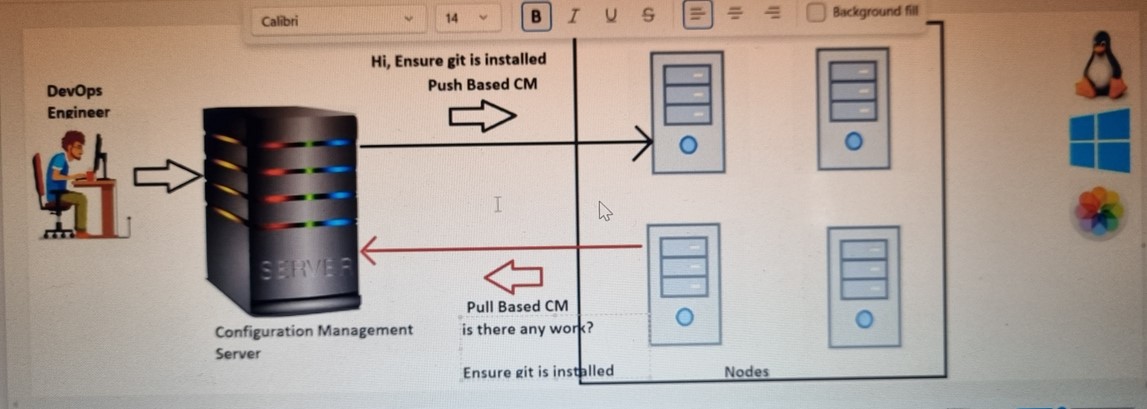 Calibri
14
B I U S
Background fill
Hi, Ensure git is installed
Push Based CM
DevOps
Engineer
SERVER
Pull Based CM
is there any work?
Configuration Management
Server
Ensure git is installed
Nodes